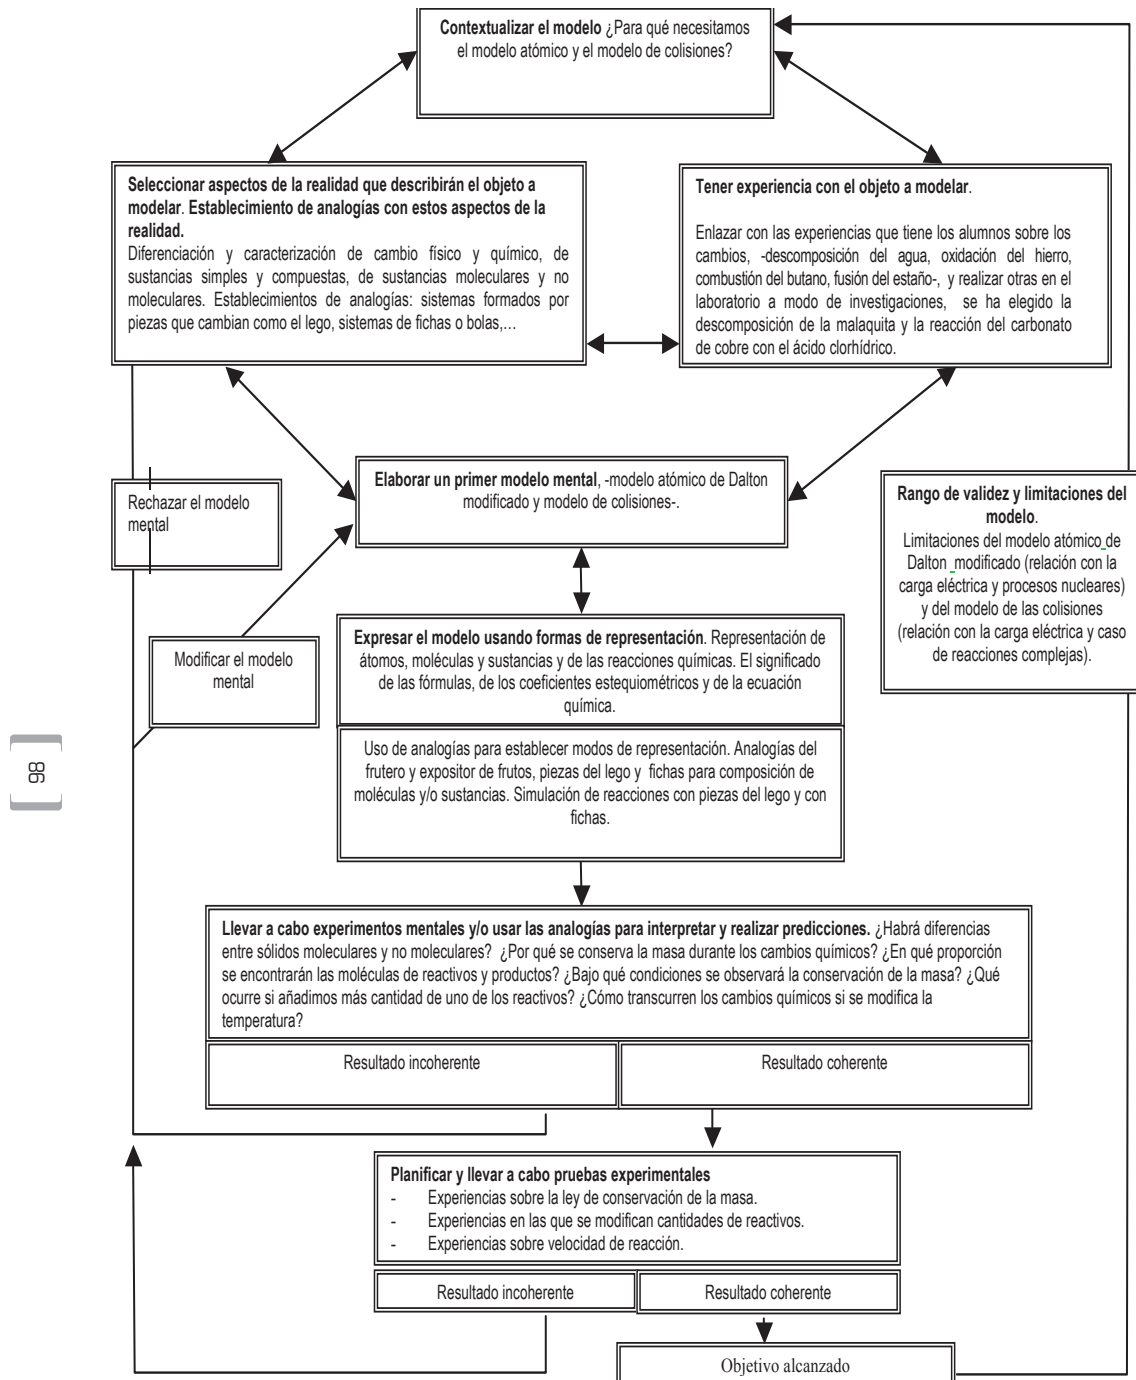 Contextualizar el modelo ¿Para qué necesitamos
el modelo atómico y el modelo de colisiones?
Seleccionar aspectos de la realidad que describirán el objeto a
modelar. Establecimiento de analogías con estos aspectos de la
realidad.
Diferenciación y caracterización de cambio físico y químico, de
sustancias simples y compuestas, de sustancias moleculares y no
moleculares. Establecimientos de analogías: sistemas formados por
piezas que cambian como el lego, sistemas de fichas o bolas,…
Tener experiencia con el objeto a modelar.
Enlazar con las experiencias que tiene los alumnos sobre los
cambios, -descomposición del agua, oxidación del hierro,
combustión del butano, fusión del estaño-, y realizar otras en el
laboratorio a modo de investigaciones, se ha elegido la
descomposición de la malaquita y la reacción del carbonato
de cobre con el ácido clorhídrico.
Elaborar un primer modelo mental, -modelo atómico de Dalton
modificado y modelo de colisiones-.
Rechazar el modelo
mental
Rango de validez y limitaciones del
modelo.
Limitaciones del modelo atómico de
Dalton modificado (relación con la
carga eléctrica y procesos nucleares)
y del modelo de las colisiones
(relación con la carga eléctrica y caso
de reacciones complejas).
Modificar el modelo
mental
Expresar el modelo usando formas de representación. Representación de
átomos, moléculas y sustancias y de las reacciones químicas. El significado
de las fórmulas, de los coeficientes estequiométricos y de la ecuación
química.
Uso de analogías para establecer modos de representación. Analogías del
frutero y expositor de frutos, piezas del lego y fichas para composición de
moléculas y/o sustancias. Simulación de reacciones con piezas del lego y con
fichas.
98
Llevar a cabo experimentos mentales y/o usar las analogías para interpretar y realizar predicciones. ¿Habrá diferencias
entre sólidos moleculares y no moleculares? ¿Por qué se conserva la masa durante los cambios químicos? ¿En qué proporción
se encontrarán las moléculas de reactivos y productos? ¿Bajo qué condiciones se observará la conservación de la masa? ¿Qué
ocurre si añadimos más cantidad de uno de los reactivos? ¿Cómo transcurren los cambios químicos si se modifica la
temperatura?
Resultado incoherente
Resultado coherente
Planificar y llevar a cabo pruebas experimentales
- Experiencias sobre la ley de conservación de la masa.
- Experiencias en las que se modifican cantidades de reactivos.
- Experiencias sobre velocidad de reacción.
Resultado incoherente
Resultado coherente
Objetivo alcanzado